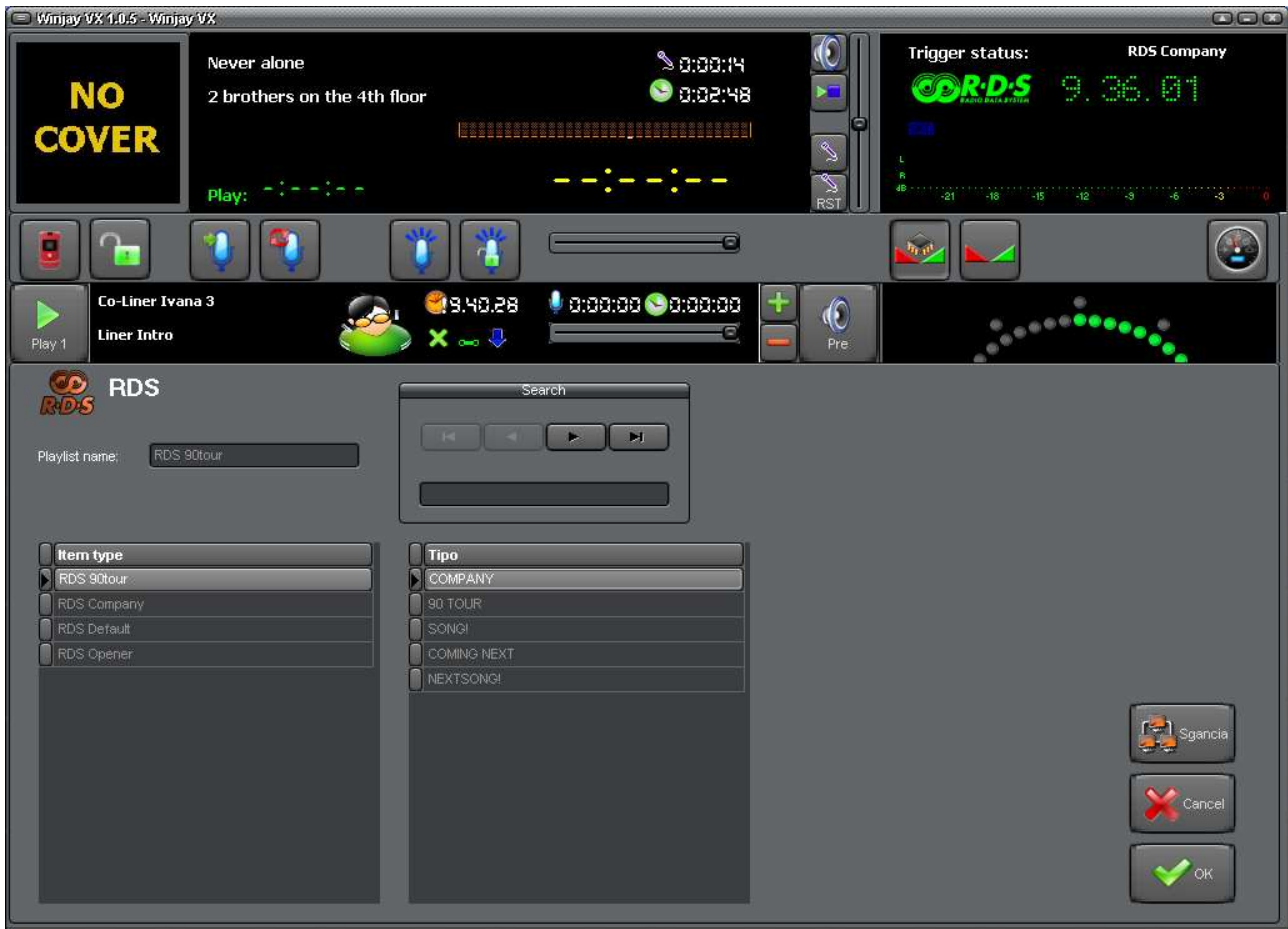 Winjay VX 1.0.5 - Winjay VX
NO
COVER
Never alone
0:00:14
2 brothers on the 4th floor
0:02:48
Play: -:--:--
--:--:--
RST
Trigger status:
RDS Company
R·D·S
RADIO DATA SYSTEM
9.36.01
L
R
dB -21 -18 -15 -12 -9 -6 -3 0
Play 1
Co-Liner Ivana 3
Liner Intro
9.40.28
0:00:00
0:00:00
Pre
R·D·S
RDS
Playlist name:
RDS 90tour
Search
Item type
RDS 90tour
RDS Company
RDS Default
RDS Opener
Tipo
COMPANY
90 TOUR
SONG!
COMING NEXT
NEXTSONG!
Sgancia
Cancel
OK